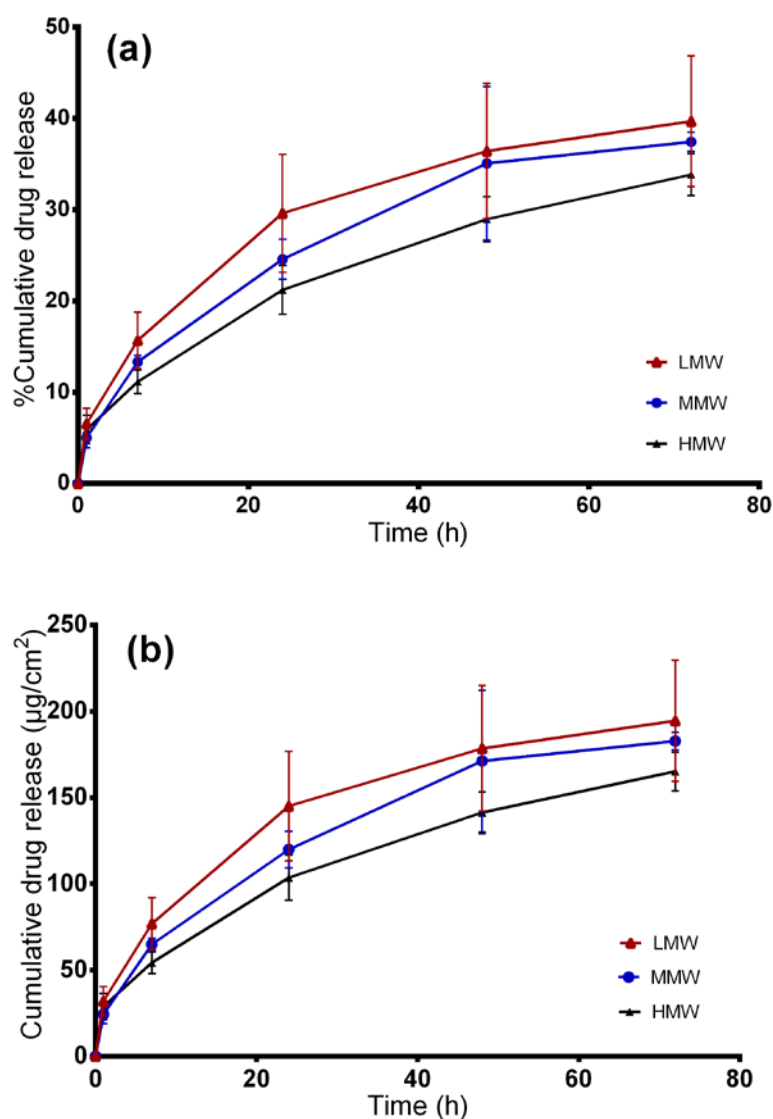 (a)
%Cumulative drug release
50
40
30
20
10
0
0 20 40 60 80
Time (h)
LMW
MMW
HMW
(b)
Cumulative drug release (µg/cm²)
250
200
150
100
50
0
0 20 40 60 80
Time (h)
LMW
MMW
HMW